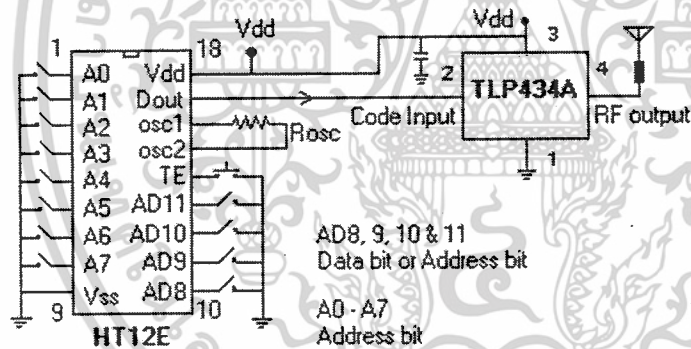 1
18
Vdd
Vdd
3
A0
Vdd
2
TLP434A
4
A1
Dout
Code Input
RF output
A2
osc1
Rosc
A3
osc2
1
A4
TE
A5
AD11
A6
AD10
AD8, 9, 10 & 11
A7
AD9
Data bit or Address bit
Vss
AD8
9
10
A0 - A7
HT12E
Address bit